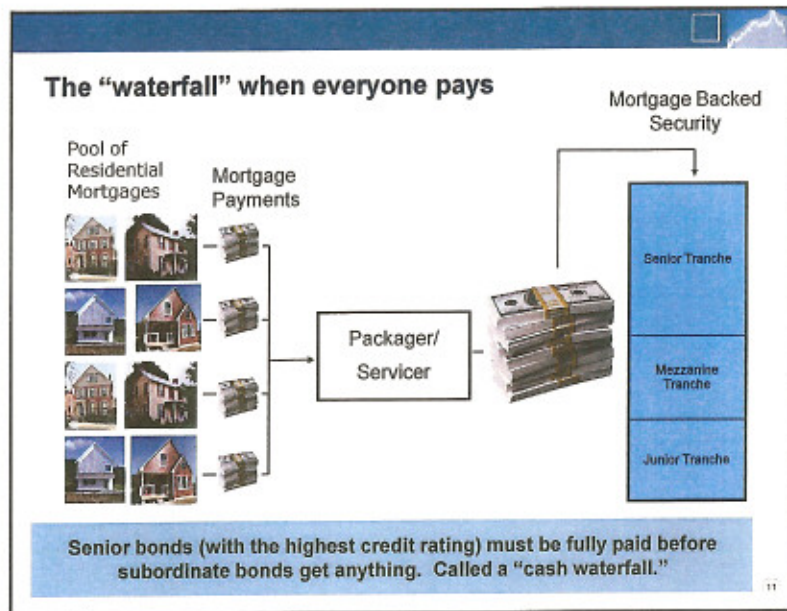 The “waterfall” when everyone pays
Mortgage Backed
Security
Pool of
Residential
Mortgages
Mortgage
Payments
Senior Tranche
Packager/
Servicer
Mezzanine
Tranche
Junior Tranche
Senior bonds (with the highest credit rating) must be fully paid before
subordinate bonds get anything.  Called a “cash waterfall.”
11